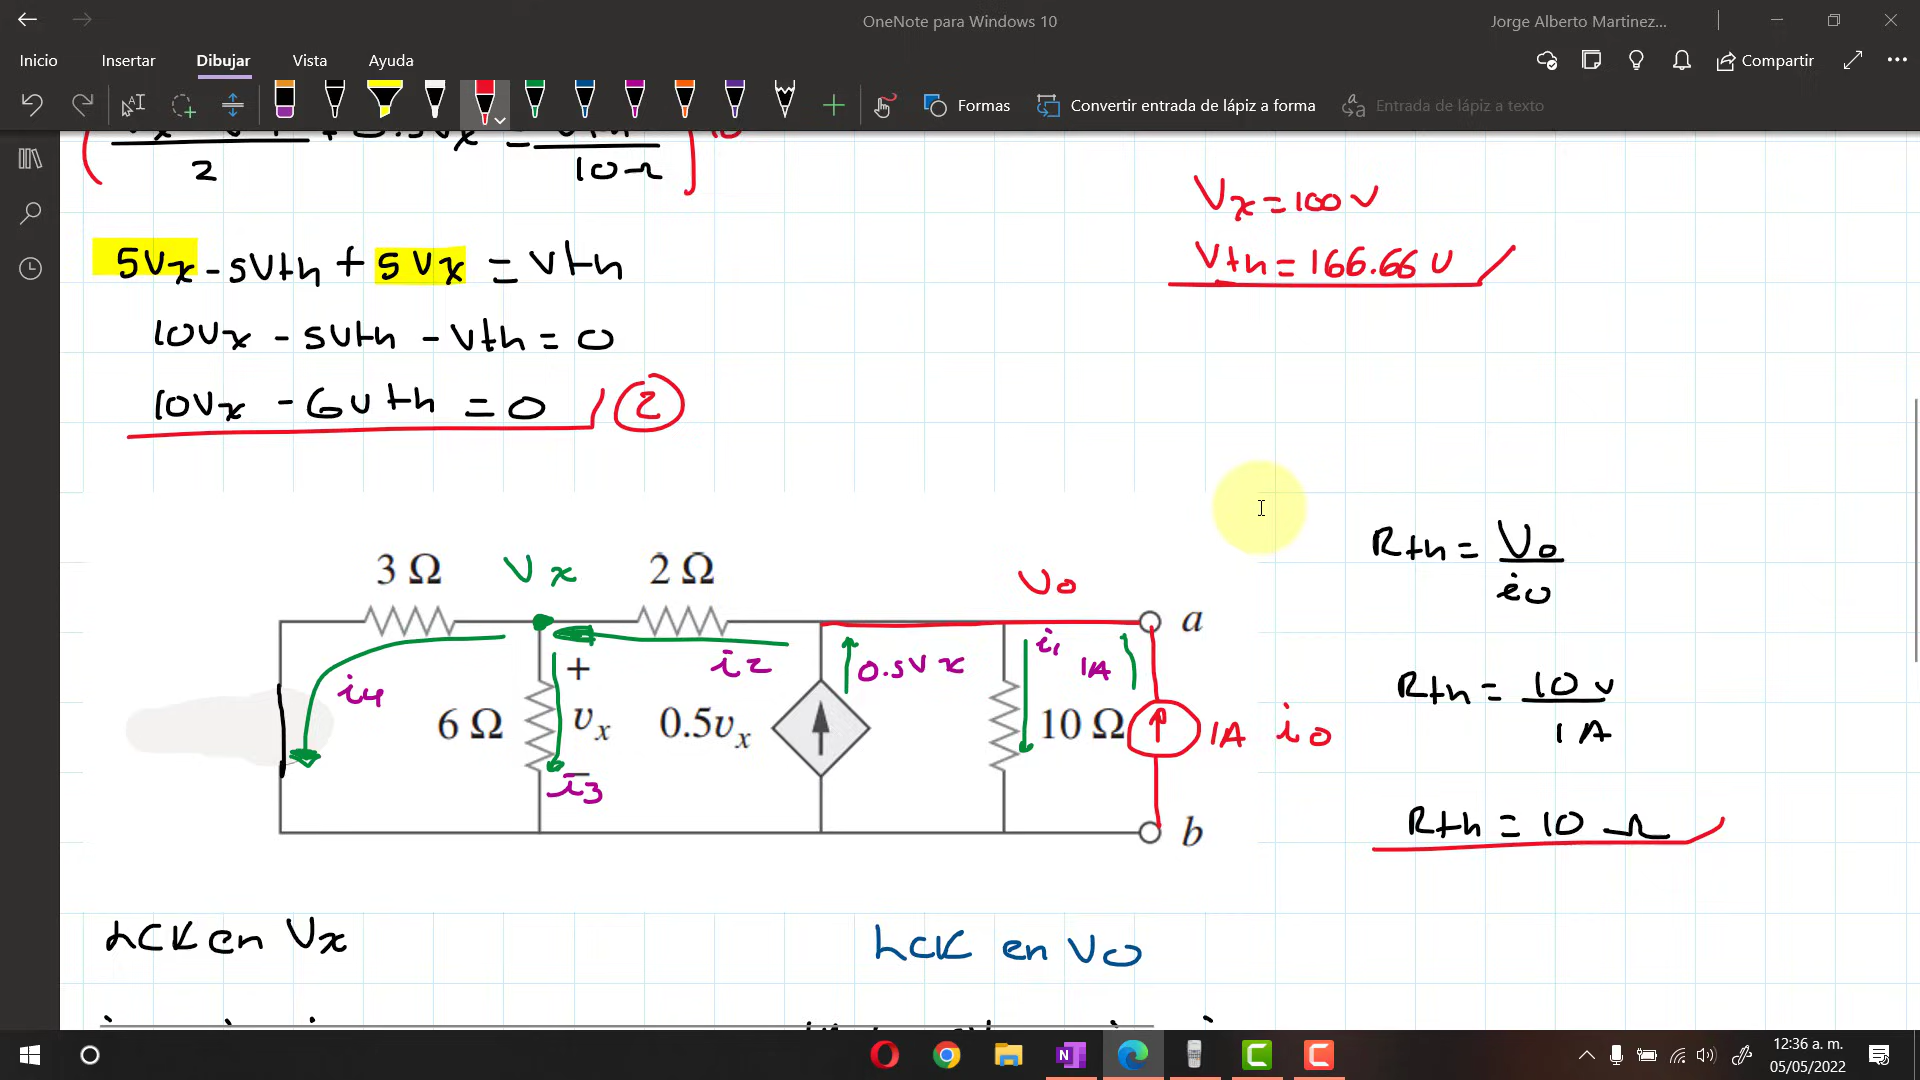 OneNote para Windows 10
Jorge Alberto Martinez...
Inicio
Insertar
Dibujar
Vista
Ayuda
Compartir
Formas
Convertir entrada de lápiz a forma
Entrada de lápiz a texto
2
10Ω
Vx=100V
5Vx-5Vth+5Vx=Vth
Vth=166.66V
10Vx-5Vth-Vth=0
10Vx-6Vth=0 2
Rth=Vo/io
3 Ω
Vx
2 Ω
Vo
a
i4
+
i2
0.5Vx
i1
1A
Rth=10V/1A
6 Ω
vx
0.5vx
10 Ω
1A io
−
i3
b
Rth=10Ω
LCK en Vx
LCK en Vo
12:36 a. m.
05/05/2022